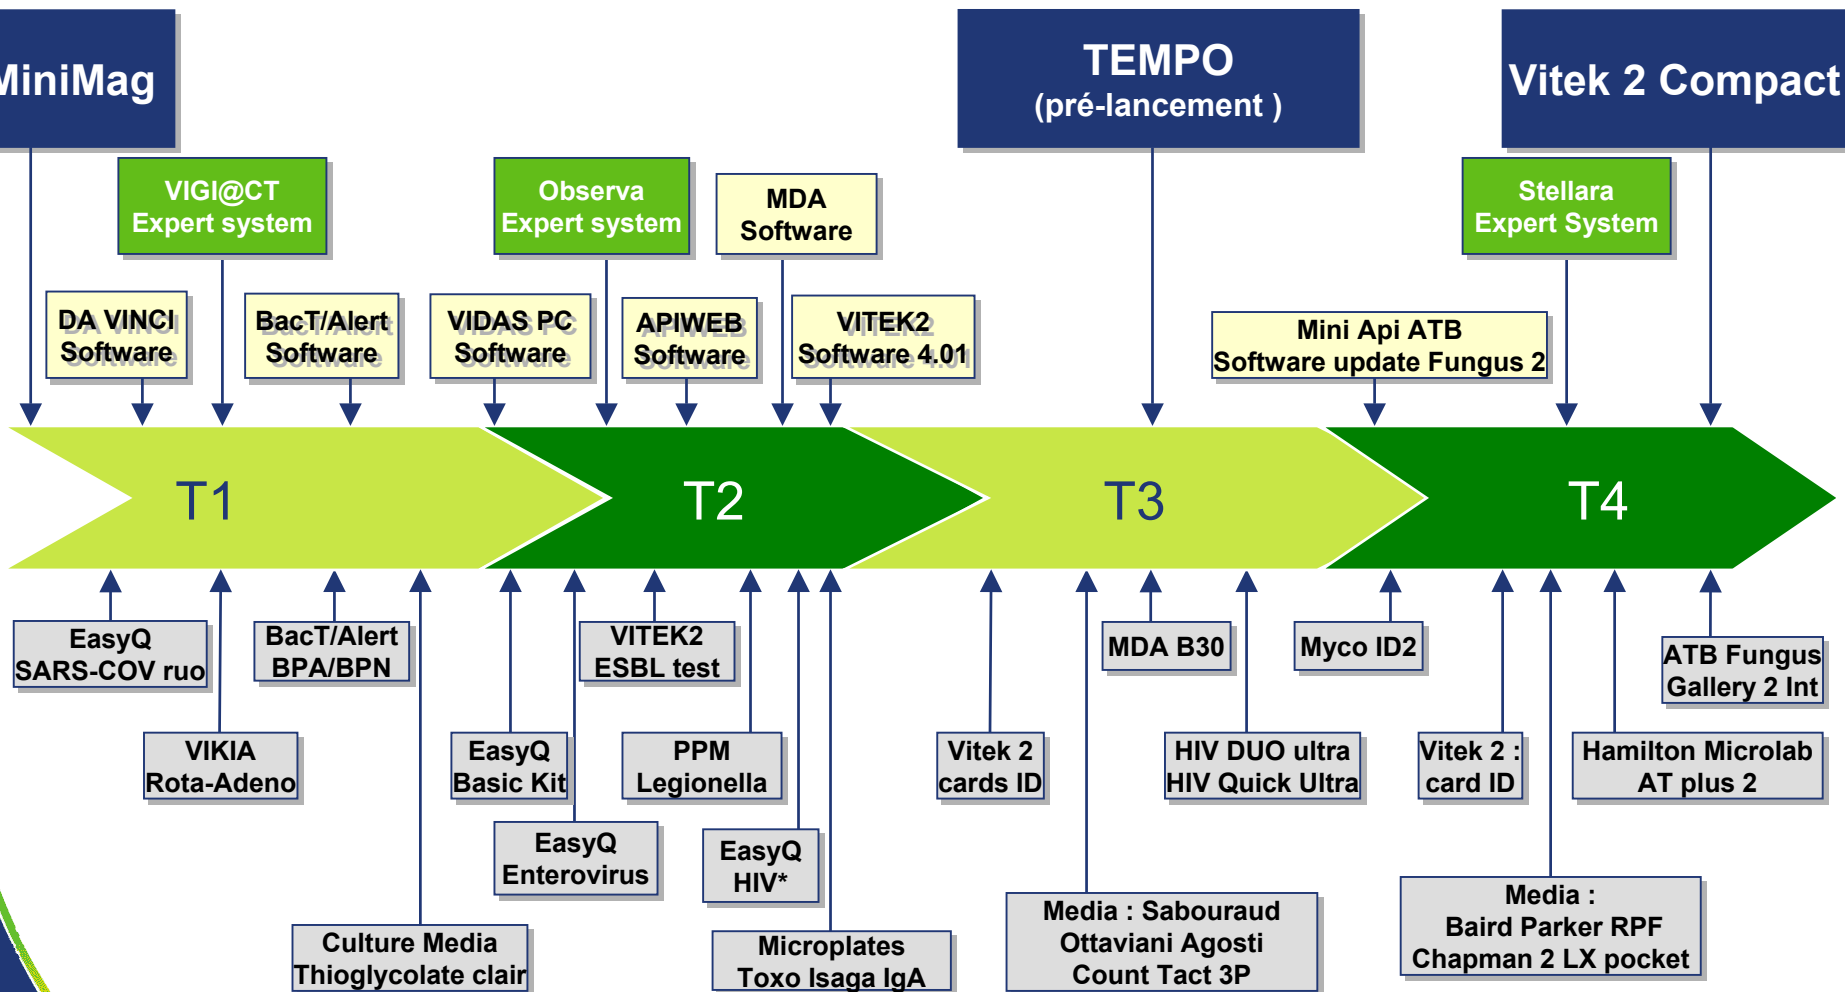 MiniMag
TEMPO
(pré-lancement )
Vitek 2 Compact
VIGI@CT
Expert system
Observa
Expert system
MDA
Software
Stellara
Expert System
DA VINCI
Software
BacT/Alert
Software
VIDAS PC
Software
APIWEB
Software
VITEK2
Software 4.01
Mini Api ATB
Software update Fungus 2
T1
T2
T3
T4
EasyQ
SARS-COV ruo
BacT/Alert
BPA/BPN
VITEK2
ESBL test
MDA B30
Myco ID2
ATB Fungus
Gallery 2 Int
VIKIA
Rota-Adeno
EasyQ
Basic Kit
PPM
Legionella
Vitek 2
cards ID
HIV DUO ultra
HIV Quick Ultra
Vitek 2 :
card ID
Hamilton Microlab
AT plus 2
EasyQ
Enterovirus
EasyQ
HIV*
Culture Media
Thioglycolate clair
Microplates
Toxo Isaga IgA
Media : Sabouraud
Ottaviani Agosti
Count Tact 3P
Media :
Baird Parker RPF
Chapman 2 LX pocket